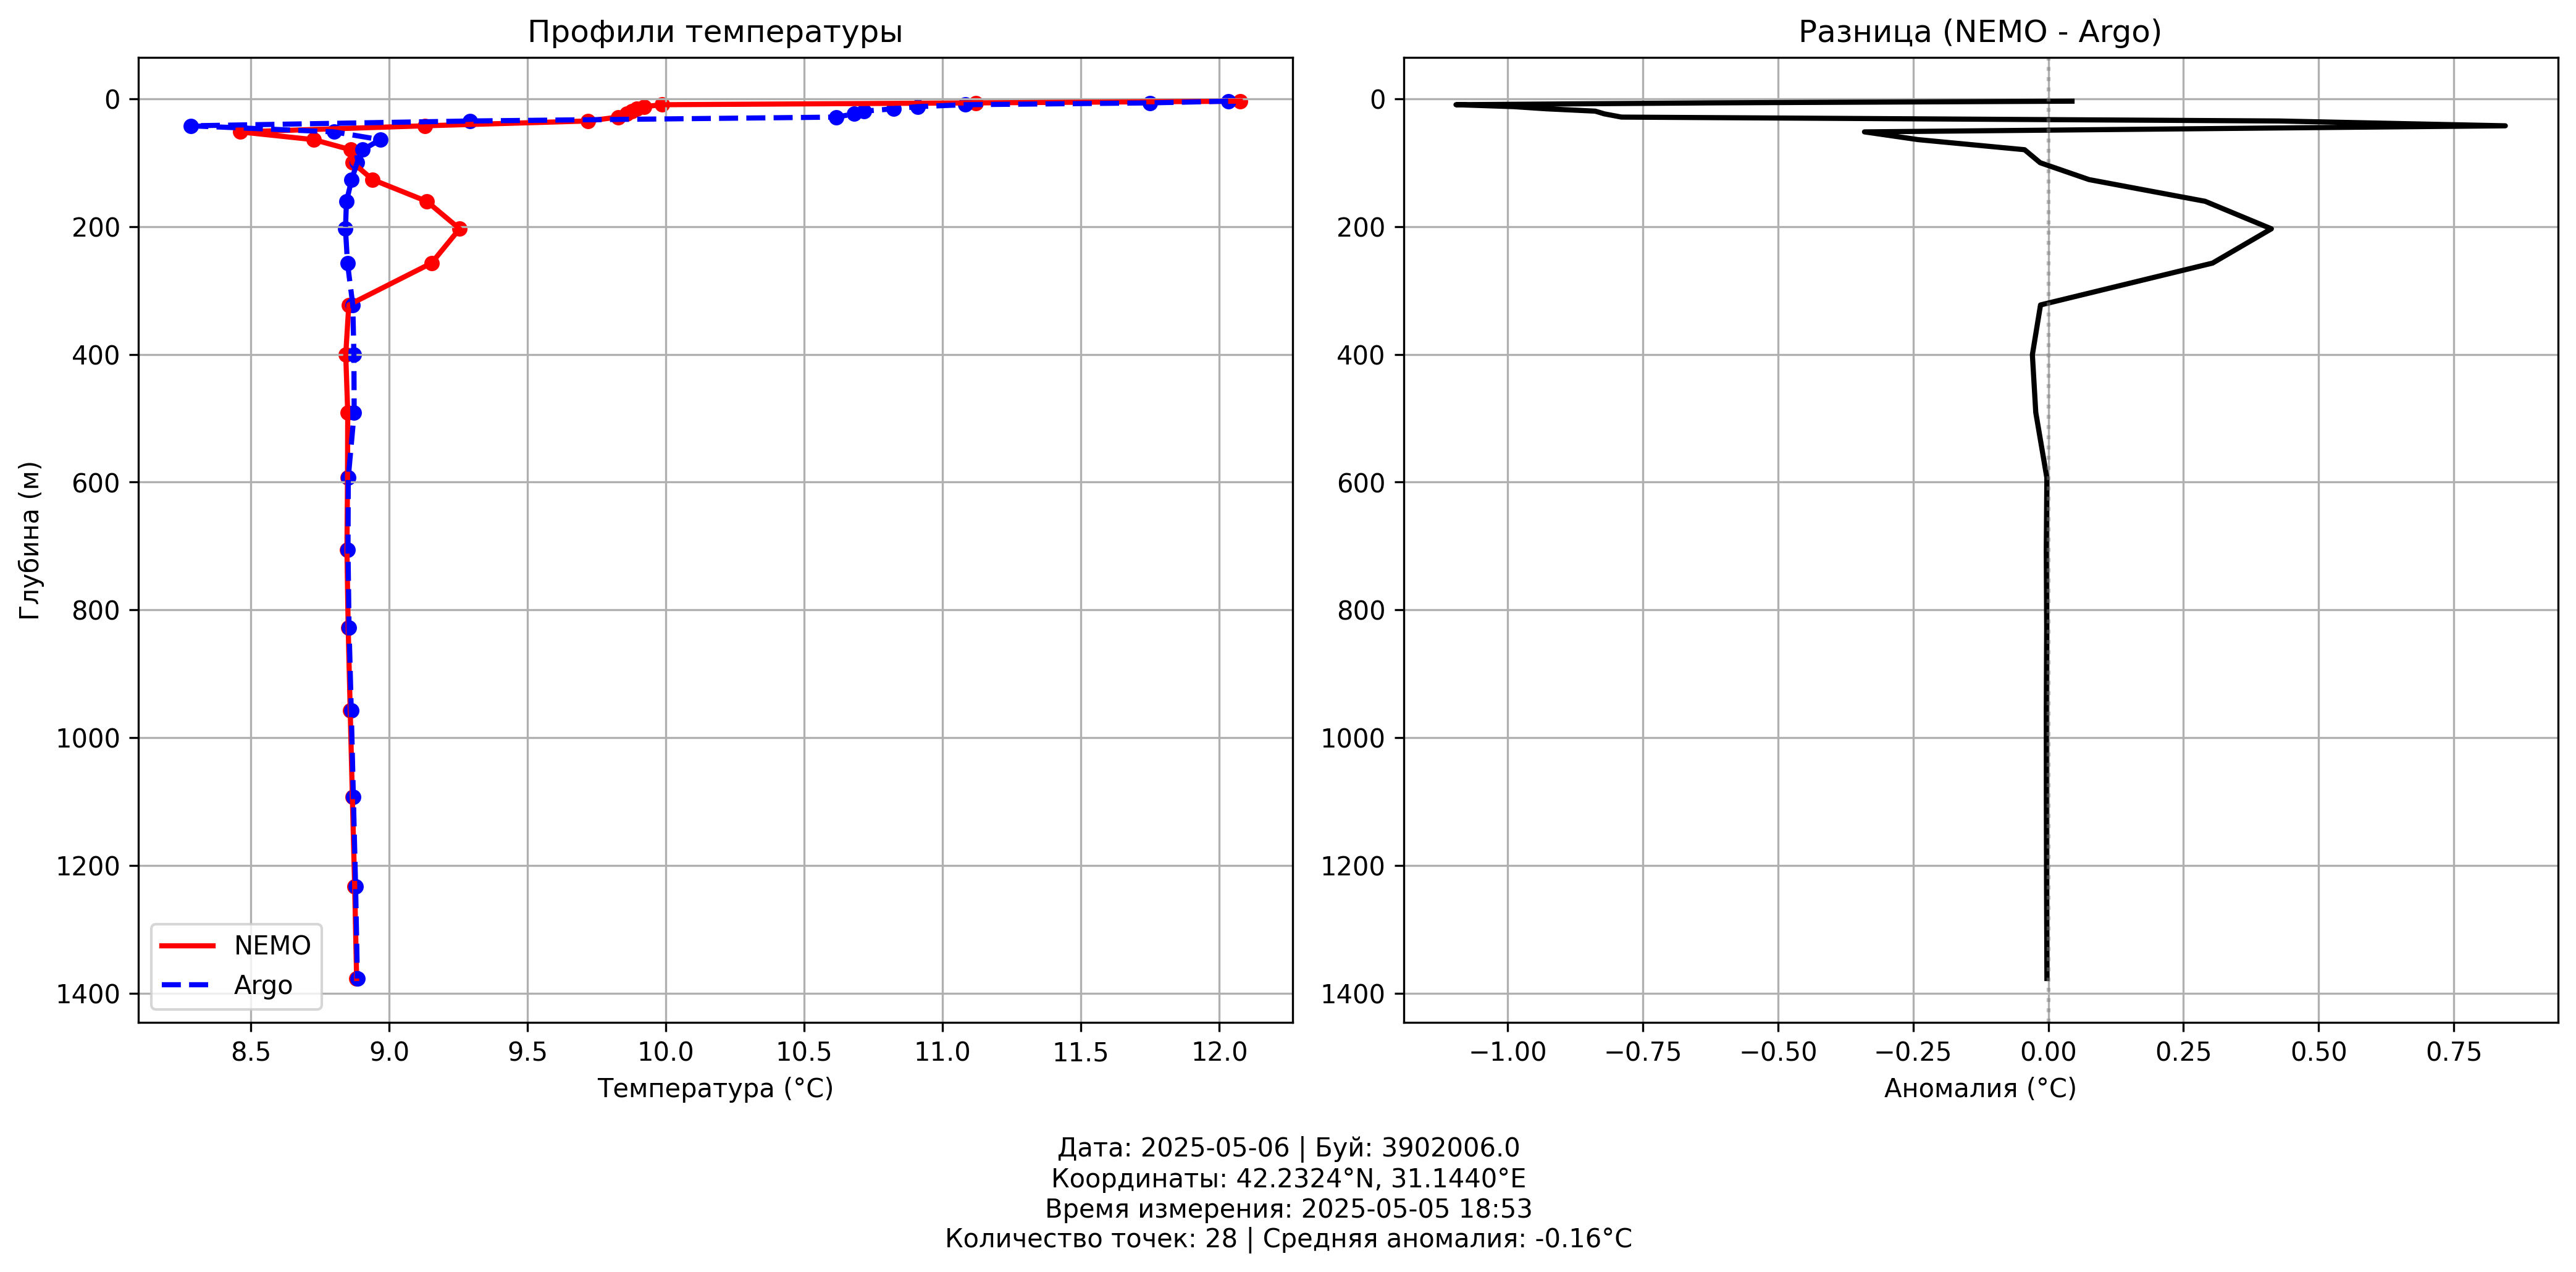 Профили температуры
0
200
400
600
800
1000
1200
1400
Глубина (м)
8.5 9.0 9.5 10.0 10.5 11.0 11.5 12.0
Температура (°C)
NEMO
Argo
Разница (NEMO - Argo)
0
200
400
600
800
1000
1200
1400
−1.00 −0.75 −0.50 −0.25 0.00 0.25 0.50 0.75
Аномалия (°C)
Дата: 2025-05-06 | Буй: 3902006.0
Координаты: 42.2324°N, 31.1440°E
Время измерения: 2025-05-05 18:53
Количество точек: 28 | Средняя аномалия: -0.16°C